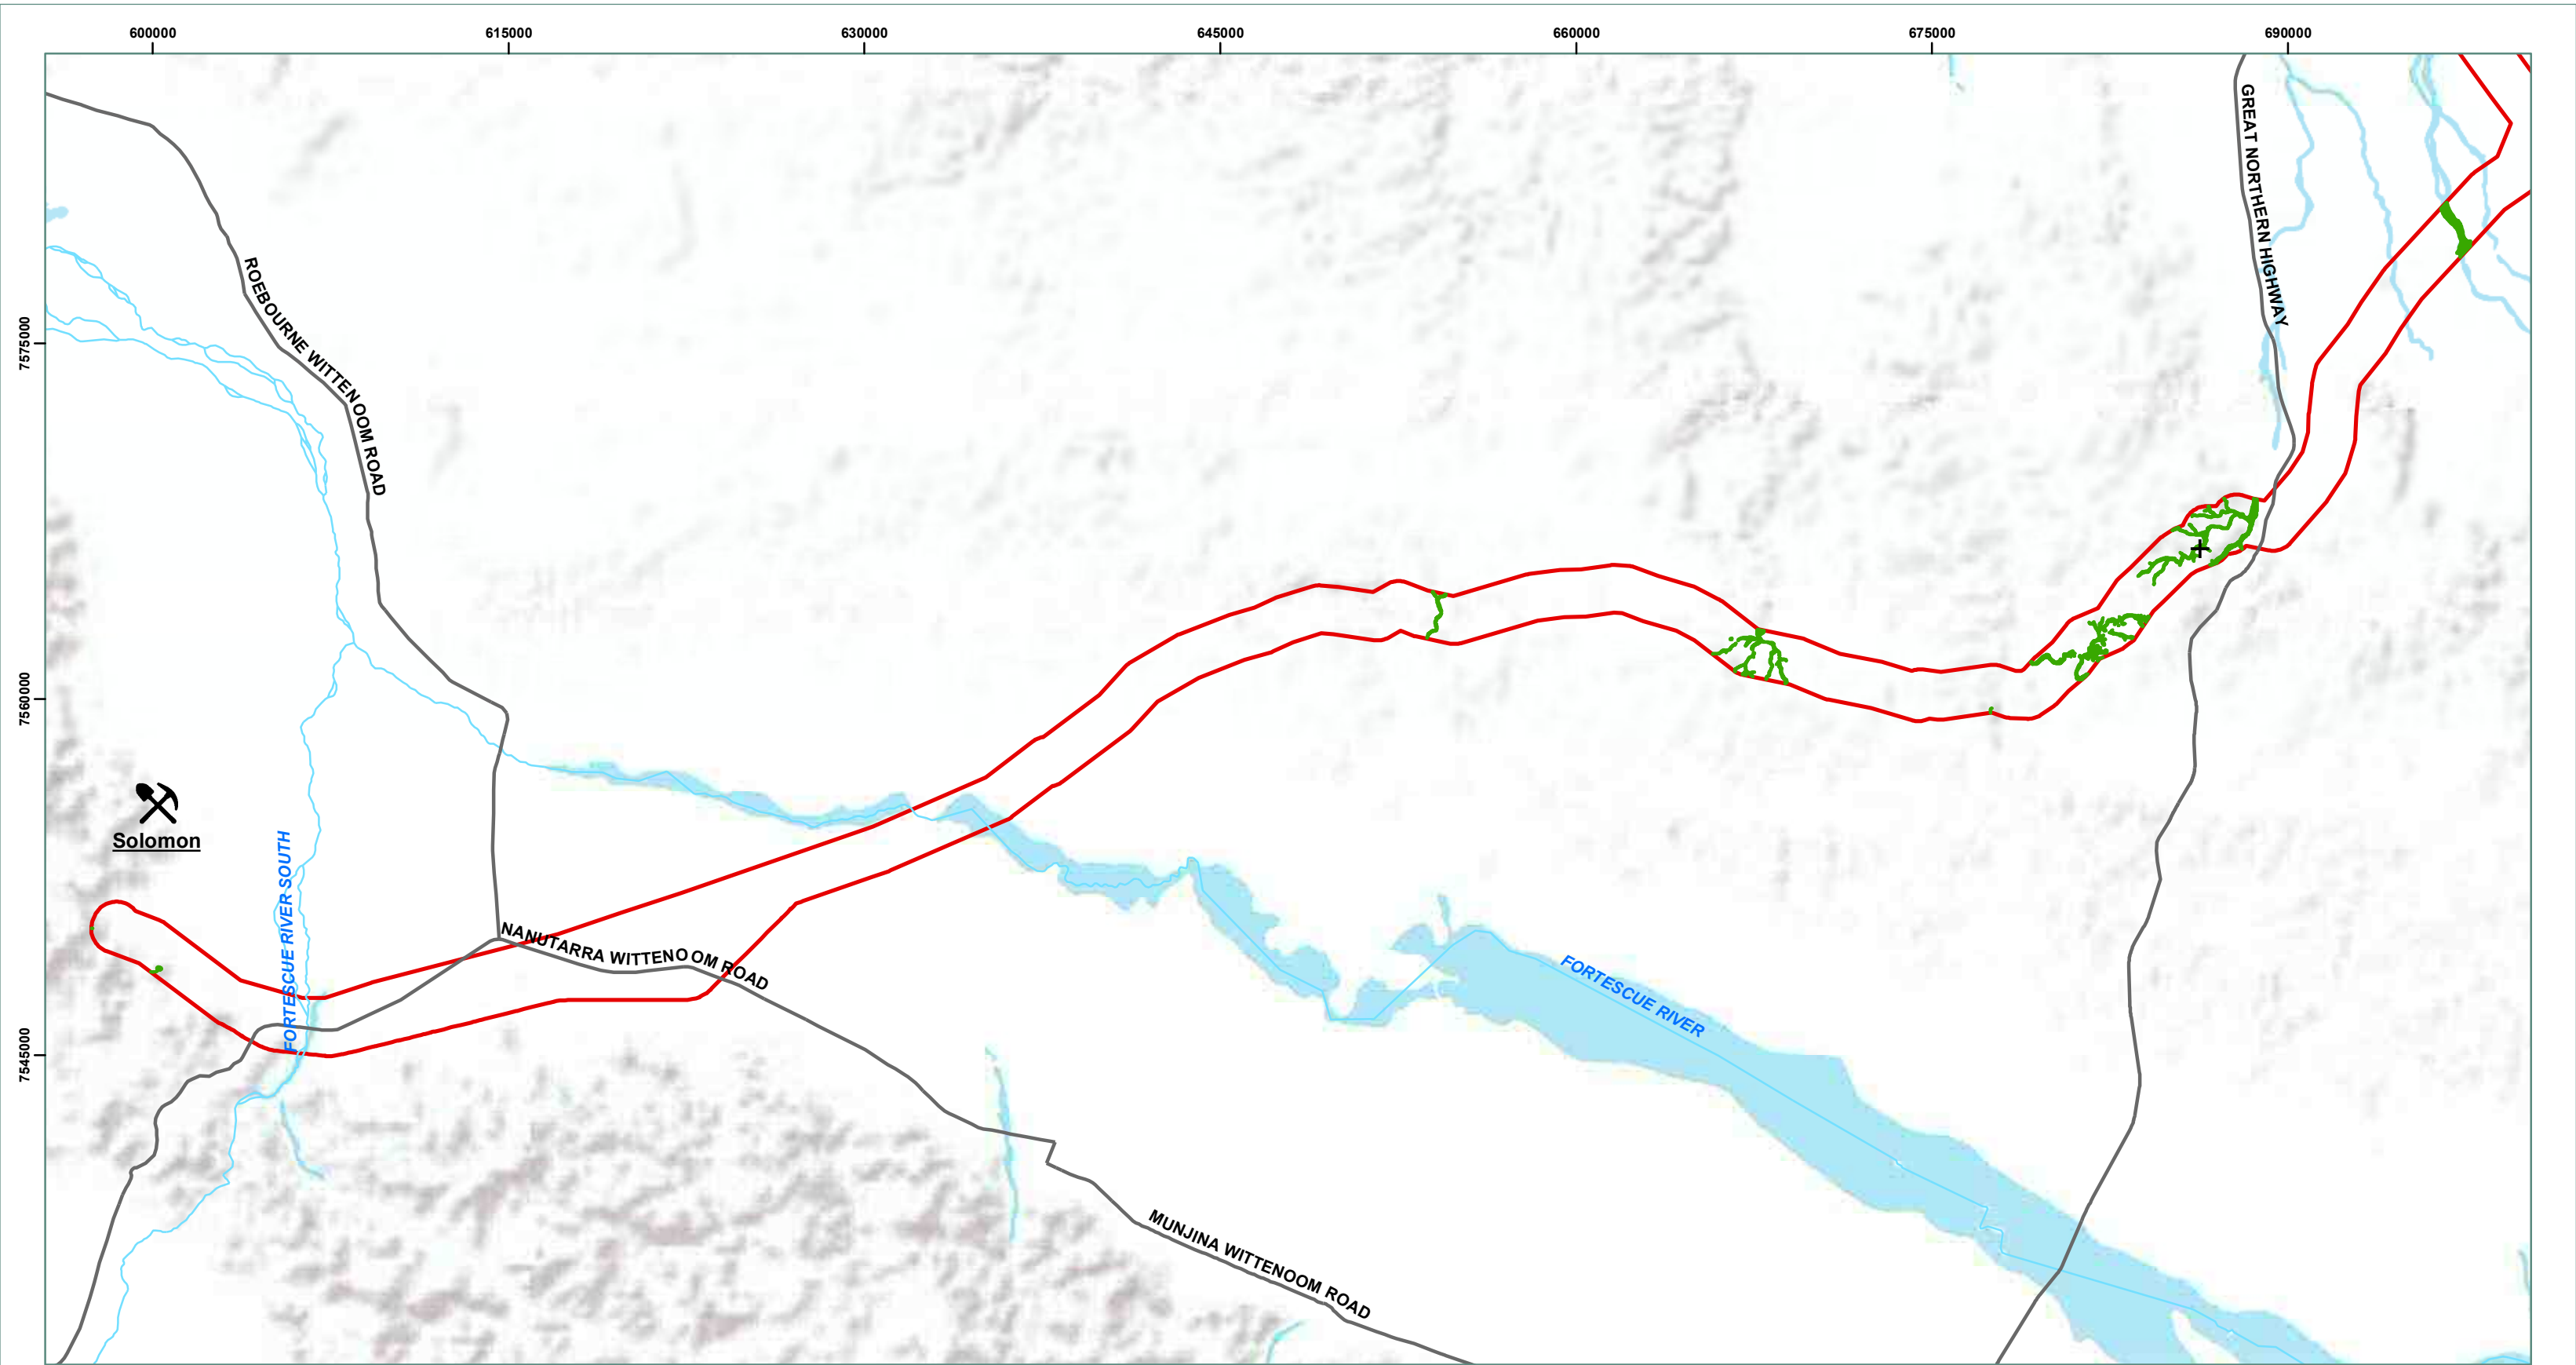 600000
615000
630000
645000
660000
675000
690000
GREAT NORTHERN HIGHWAY
ROEBOURNE WITTENOOM ROAD
7575000
7560000
Solomon
FORTESCUE RIVER SOUTH
NANUTARRA WITTENOOM ROAD
FORTESCUE RIVER
7545000
MUNJINA WITTENOOM ROAD